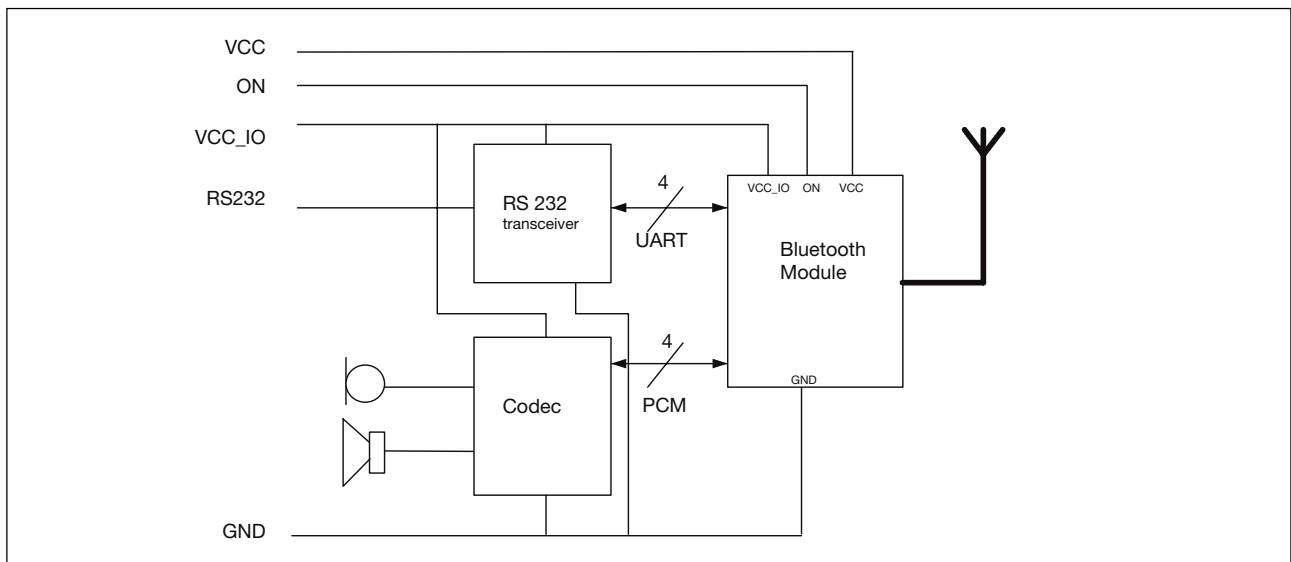 VCC
ON
VCC_IO
RS232
RS 232
transceiver
4
UART
VCC_IO ON VCC
Bluetooth
Module
4
PCM
GND
Codec
GND